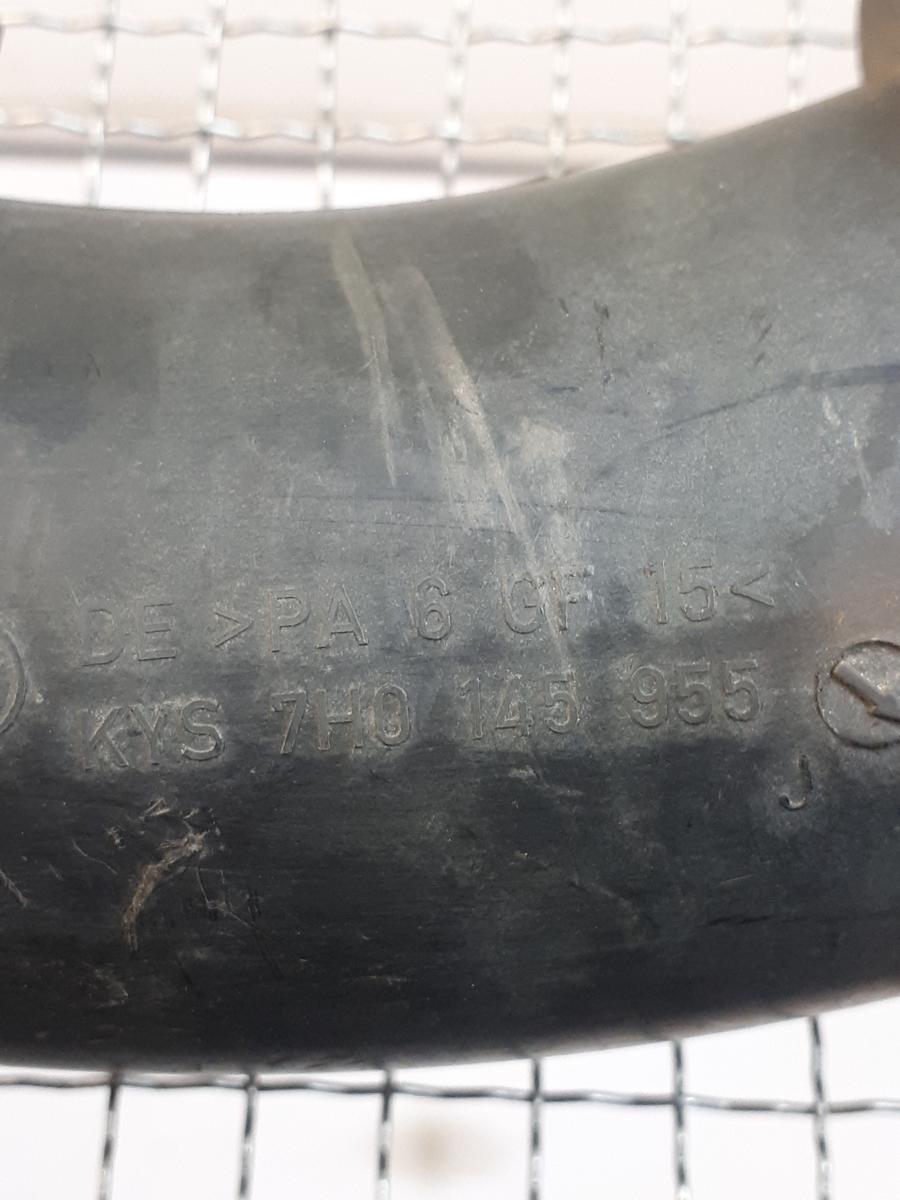 DE >PA 6 GF 15<
KYS 7H0 145 955
J